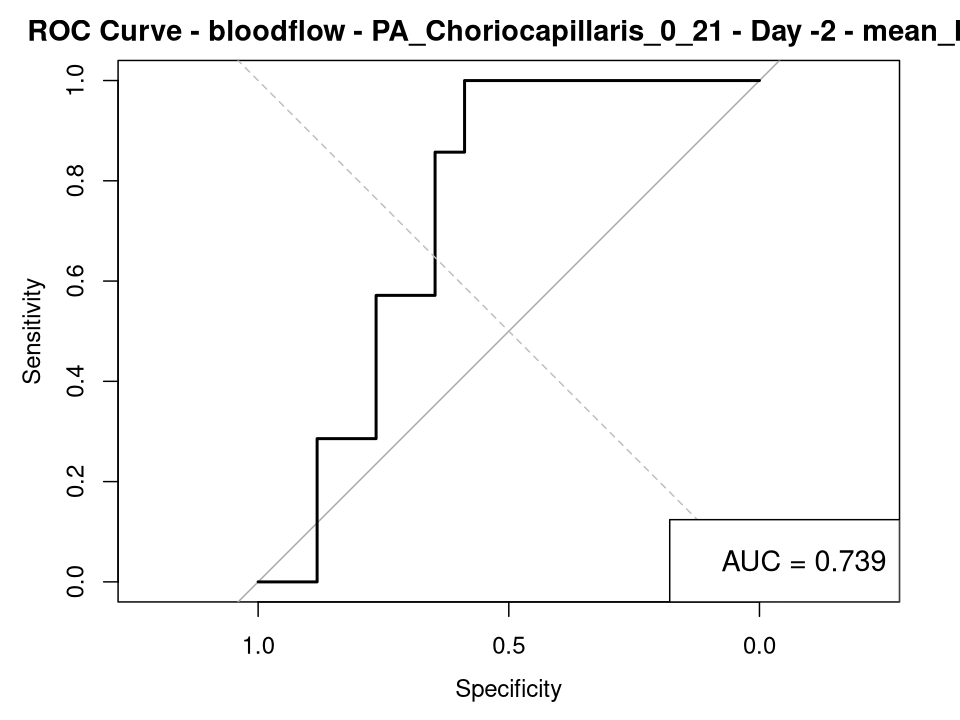 ROC Curve - bloodflow - PA_Choriocapillaris_0_21 - Day -2 - mean_
1.0
0.8
0.6
0.4
0.2
0.0
Sensitivity
AUC = 0.739
1.0 0.5 0.0
Specificity